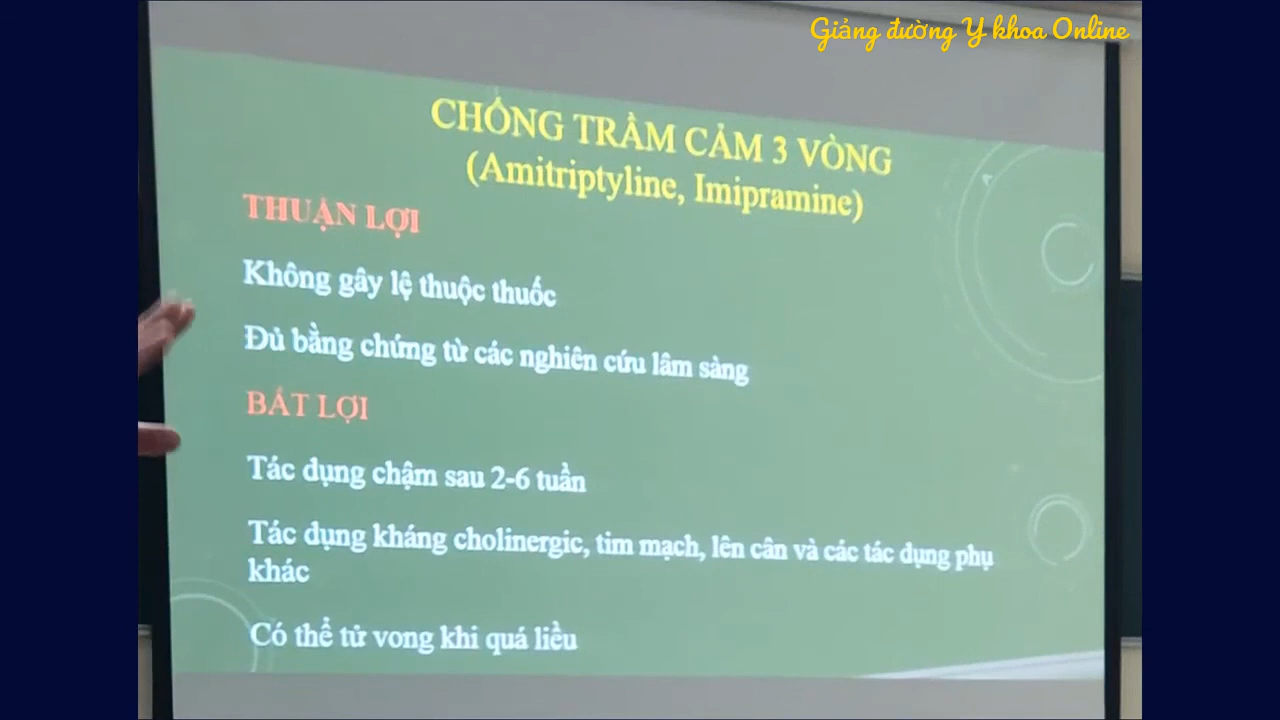 Giảng đường Y khoa Online
CHỐNG TRẦM CẢM 3 VÒNG
(Amitriptyline, Imipramine)
THUẬN LỢI
Không gây lệ thuộc thuốc
Đủ bằng chứng từ các nghiên cứu lâm sàng
BẤT LỢI
Tác dụng chậm sau 2-6 tuần
Tác dụng kháng cholinergic, tim mạch, lên cân và các tác dụng phụ
khác
Có thể tử vong khi quá liều